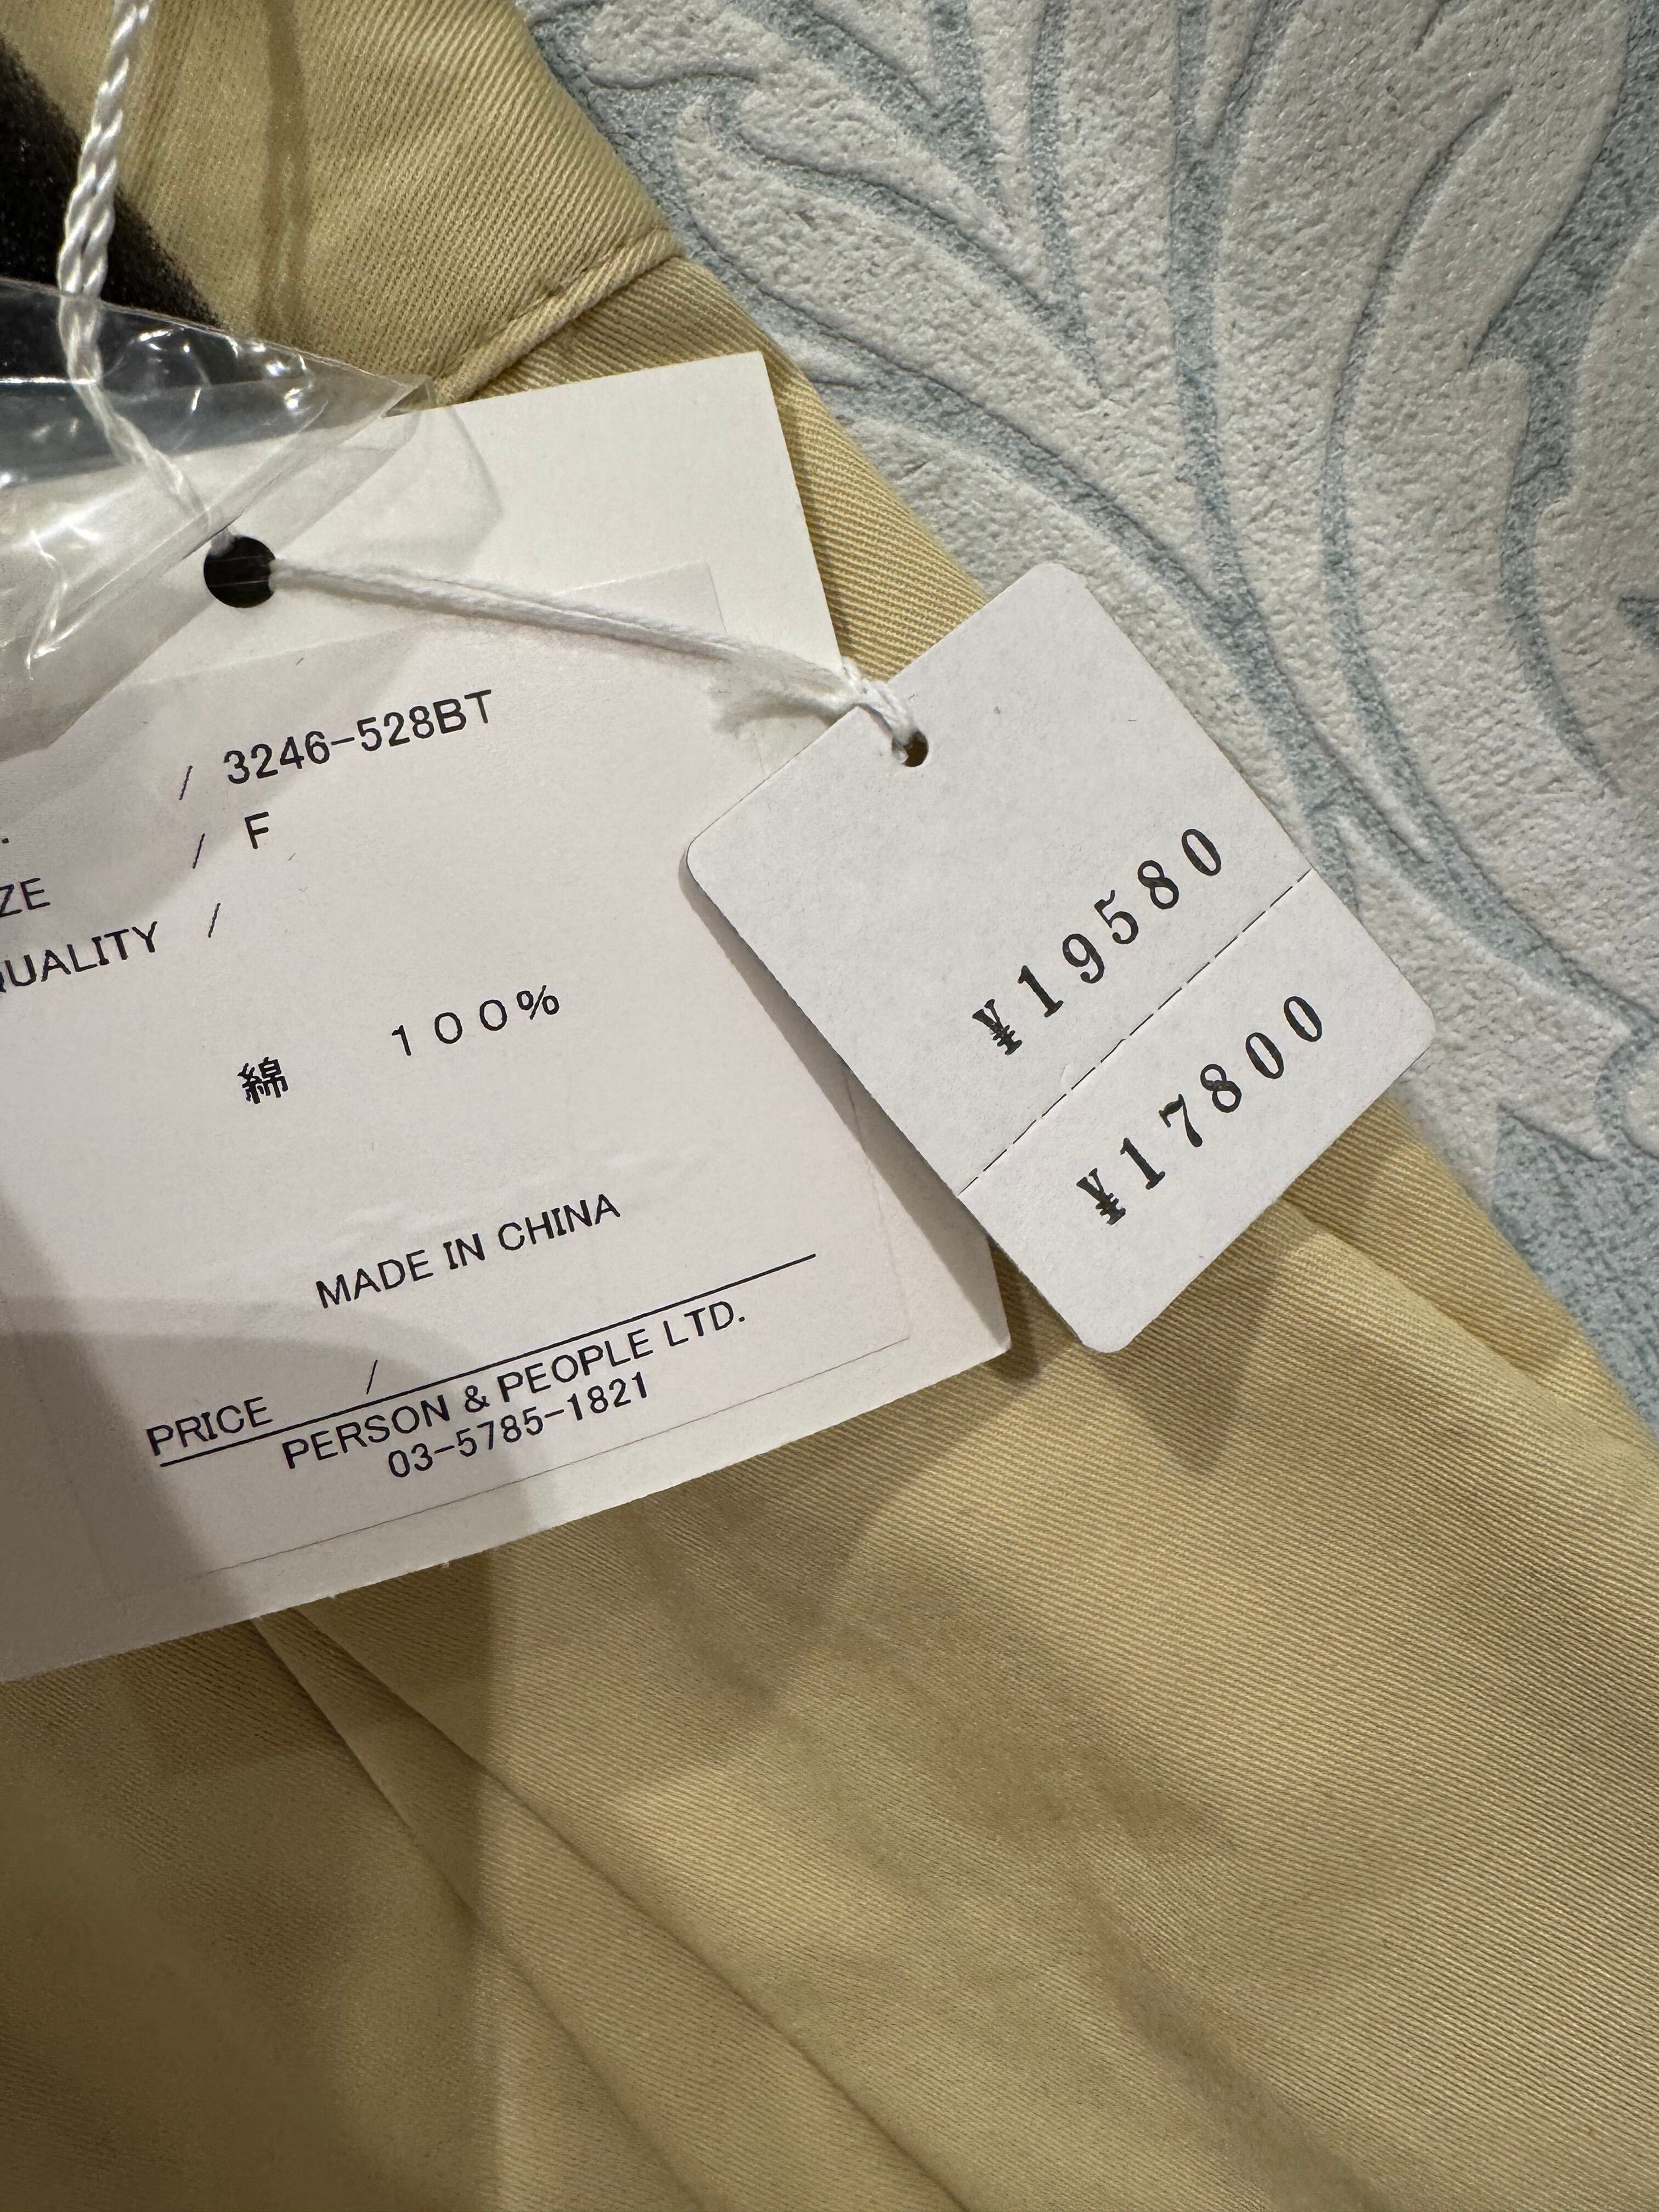 / 3246-528BT
ZE / F
QUALITY /
綿 100%
MADE IN CHINA
PRICE /
PERSON & PEOPLE LTD.
03-5785-1821
¥19580
¥17800